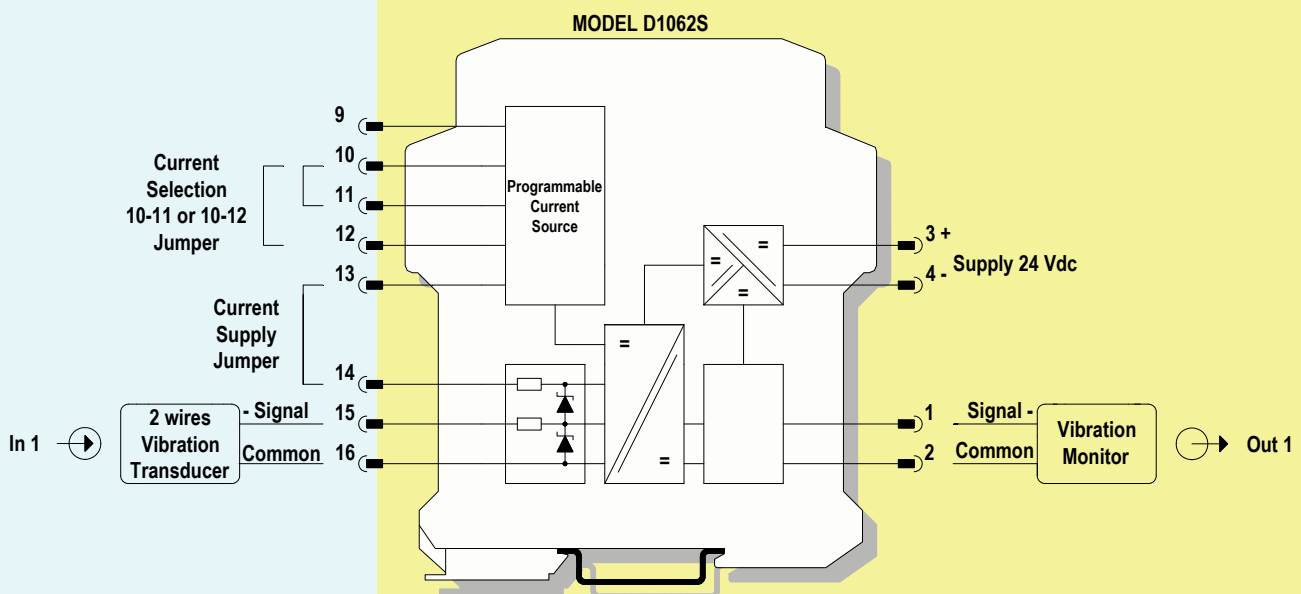 MODEL D1062S
9
10
11
12
13
14
15
16
Current
Selection
10-11 or 10-12
Jumper
Current
Supply
Jumper
Programmable
Current
Source
=
=
=
3 +
4 -
Supply 24 Vdc
=
=
In 1
2 wires
Vibration
Transducer
- Signal
Common
1
2
Signal -
Common
Vibration
Monitor
Out 1